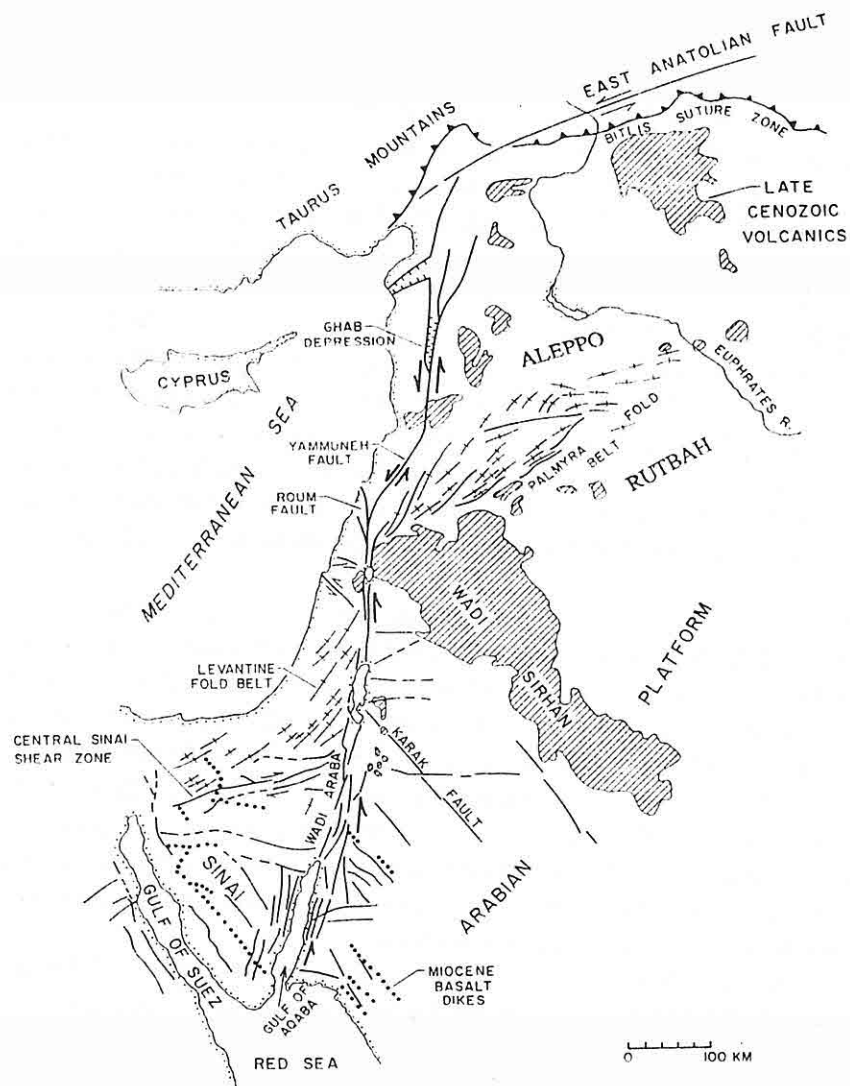 EAST ANATOLIAN FAULT
BITLIS SUTURE ZONE
TAURUS MOUNTAINS
LATE
CENOZOIC
VOLCANICS
GHAB
DEPRESSION
ALEPPO
EUPHRATES R.
CYPRUS
MEDITERRANEAN SEA
YAMMUNEH
FAULT
PALMYRA FOLD
BELT
RUTBAH
ROUM
FAULT
WADI
SIRHAN
PLATFORM
LEVANTINE
FOLD BELT
CENTRAL SINAI
SHEAR ZONE
KARAK
FAULT
WADI ARABA
SINAI
ARABIAN
GULF OF SUEZ
MIOCENE
BASALT
DIKES
GULF OF
AQABA
RED SEA
0 100 KM